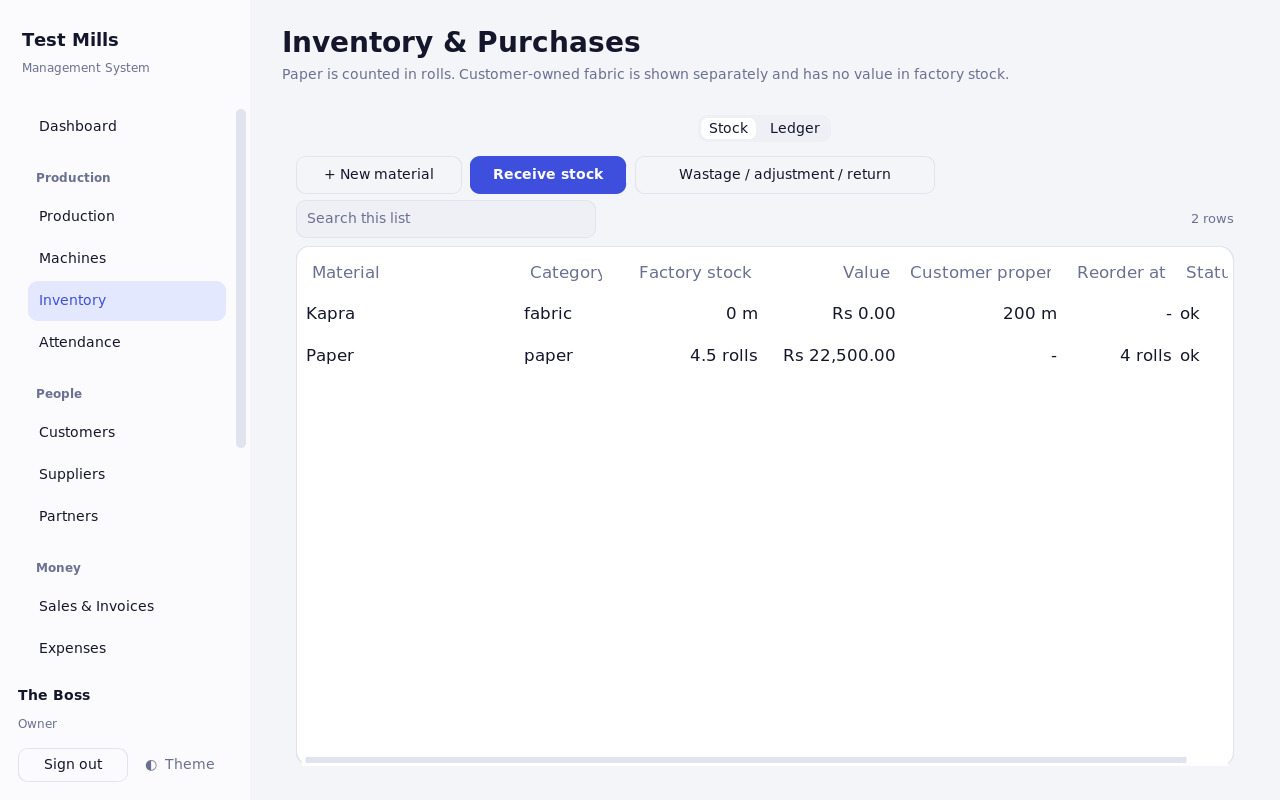 Test Mills
Management System
Dashboard
Production
Production
Machines
Inventory
Attendance
People
Customers
Suppliers
Partners
Money
Sales & Invoices
Expenses
The Boss
Owner
Sign out
◐ Theme
Inventory & Purchases
Paper is counted in rolls. Customer-owned fabric is shown separately and has no value in factory stock.
Stock Ledger
+ New material Receive stock Wastage / adjustment / return
Search this list 2 rows
Material Category Factory stock Value Customer proper Reorder at Statu
Kapra fabric 0 m Rs 0.00 200 m - ok
Paper paper 4.5 rolls Rs 22,500.00 - 4 rolls ok